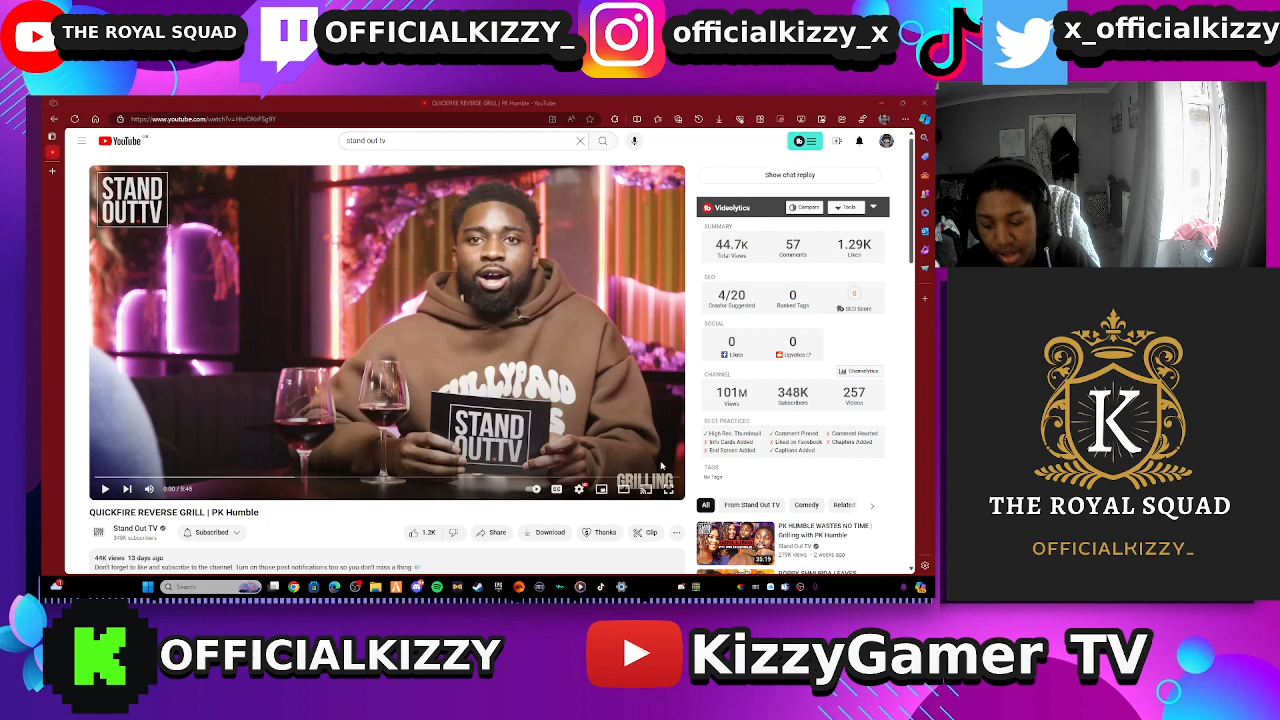 THE ROYAL SQUAD
OFFICIALKIZZY_
officialkizzy_x
x_officialkizzy
QUICKFIRE REVERSE GRILL | PK Humble - YouTube
YouTube
GB
stand out tv
Show chat replay
STAND
OUT TV
STAND
OUT TV
GRILLING
0:00 / 5:45
Videolytics
Compare
Tools
SUMMARY
44.7K
57
1.29K
Total Views
Comments
Likes
SEO
4/20
0
0
Creator Suggested
Ranked Tags
SEO Score
SOCIAL
0
0
Likes
Upvotes
CHANNEL
Channelytics
101M
348K
257
Views
Subscribers
Videos
BEST PRACTICES
✓ High Res. Thumbnail
✓ Comment Pinned
✗ Comment Hearted
✗ Info Cards Added
✗ Liked on Facebook
✗ Chapters Added
✗ End Screen Added
✓ Captions Added
TAGS
No Tags
All
From Stand Out TV
Comedy
Related
QUICKFIRE REVERSE GRILL | PK Humble
Stand Out TV
348K subscribers
Subscribed
1.2K
Share
Download
Thanks
Clip
44K views 13 days ago
Don't forget to like and subscribe to the channel. Turn on those post notifications too so you don't miss a thing
PK HUMBLE WASTES NO TIME |
Grilling with PK Humble
Stand Out TV
279K views • 2 weeks ago
35:19
Search
K
THE ROYAL SQUAD
OFFICIALKIZZY_
K
OFFICIALKIZZY
KizzyGamer TV